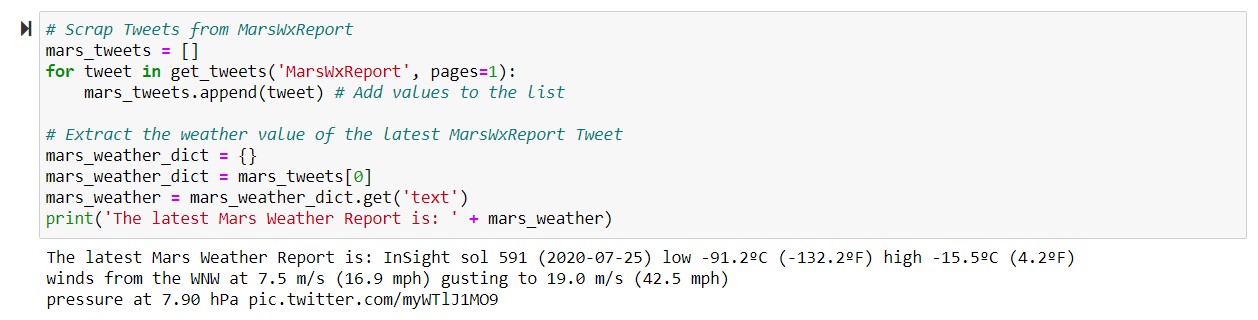 # Scrap Tweets from MarsWxReport
mars_tweets = []
for tweet in get_tweets('MarsWxReport', pages=1):
    mars_tweets.append(tweet) # Add values to the list

# Extract the weather value of the latest MarsWxReport Tweet
mars_weather_dict = {}
mars_weather_dict = mars_tweets[0]
mars_weather = mars_weather_dict.get('text')
print('The latest Mars Weather Report is: ' + mars_weather)

The latest Mars Weather Report is: InSight sol 591 (2020-07-25) low -91.2ºC (-132.2ºF) high -15.5ºC (4.2ºF)
winds from the WNW at 7.5 m/s (16.9 mph) gusting to 19.0 m/s (42.5 mph)
pressure at 7.90 hPa pic.twitter.com/myWTlJ1MO9